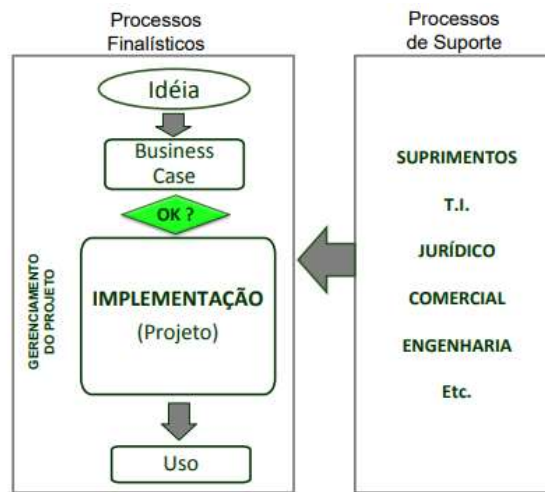 Processos
Finalísticos
Idéia
Business
Case
OK ?
GERENCIAMENTO
DO PROJETO
IMPLEMENTAÇÃO
(Projeto)
Uso
Processos
de Suporte
SUPRIMENTOS
T.I.
JURÍDICO
COMERCIAL
ENGENHARIA
Etc.